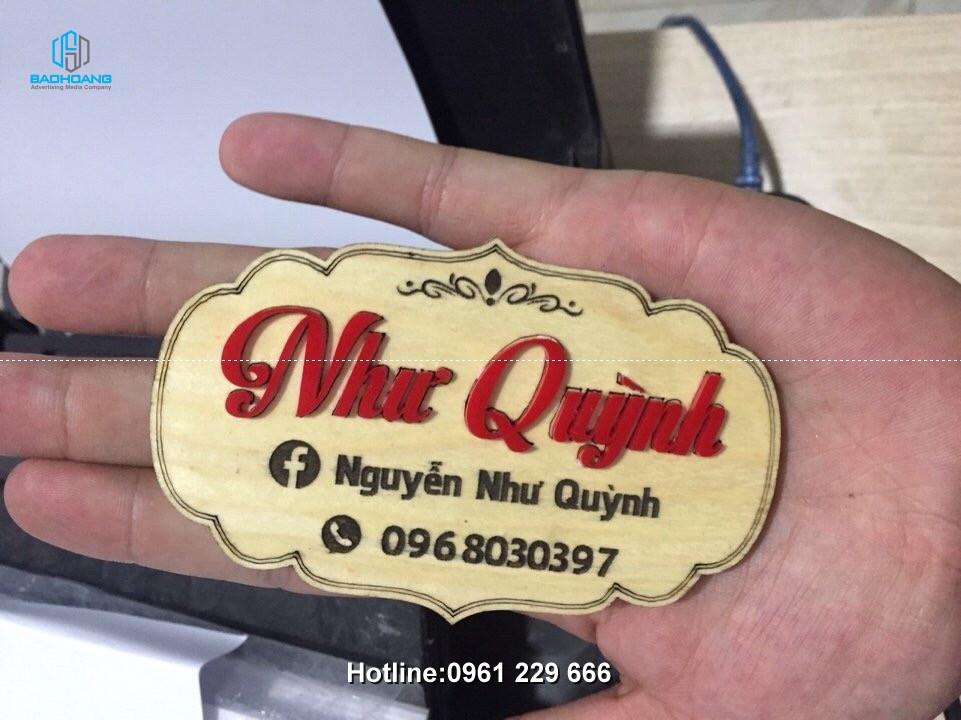 BAOHOANG
Advertising Media Company
Như Quỳnh
Nguyễn Như Quỳnh
0968030397
Hotline:0961 229 666